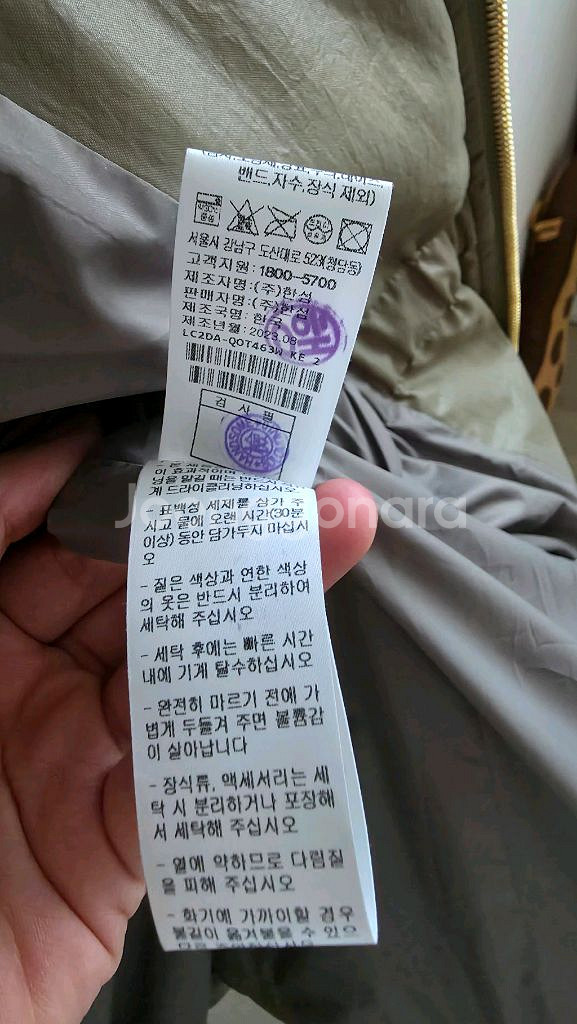 밴드,자수,장식 제외)
서울시 강남구 도산대로 523(청담동)
고객지원:1800-5700
제조자명:(주)한섬
판매자명:(주)한섬
제조국명:한국
제조년월:2023.08
LC2DA-QOT463W KE 2
검 사 필
계 드라이클리닝하십시오
- 표백성 세제를 삼가 주
시고 물에 오랜 시간(30분
이상) 동안 담가두지 마십시
오
- 짙은 색상과 연한 색상
의 옷은 반드시 분리하여
세탁해 주십시오
- 세탁 후에는 빠른 시간
내에 기계 탈수하십시오
- 완전히 마르기 전에 가
볍게 두들겨 주면 볼륨감
이 살아납니다
- 장식류, 액세서리는 세
탁 시 분리하거나 포장해
서 세탁해 주십시오
- 열에 약하므로 다림질
을 피해 주십시오
- 화기에 가까이할 경우
불길이 옮겨붙을 수 있으